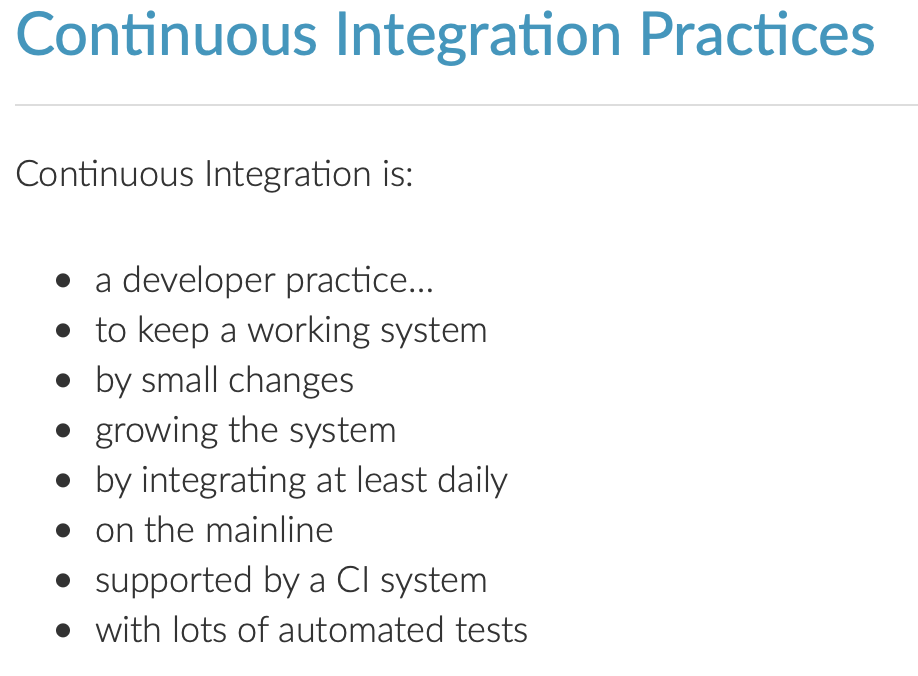 Continuous Integration Practices
Continuous Integration is:
• a developer practice...
• to keep a working system
• by small changes
• growing the system
• by integrating at least daily
• on the mainline
• supported by a CI system
• with lots of automated tests